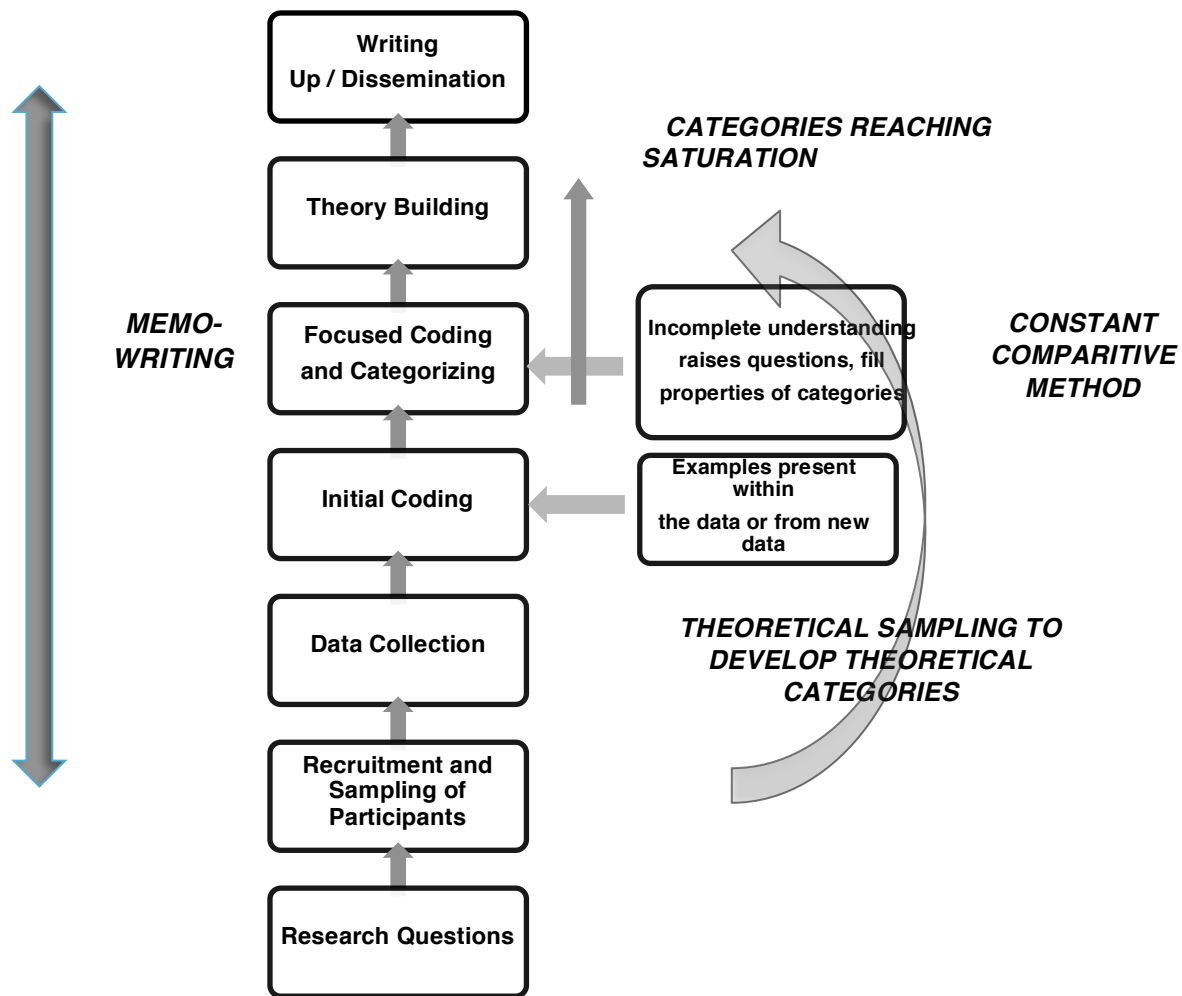 Writing
Up / Dissemination
CATEGORIES REACHING
SATURATION
Theory Building
MEMO-
WRITING
Focused Coding
and Categorizing
Incomplete understanding
raises questions, fill
properties of categories
CONSTANT
COMPARITIVE
METHOD
Initial Coding
Examples present
within
the data or from new
data
Data Collection
THEORETICAL SAMPLING TO
DEVELOP THEORETICAL
CATEGORIES
Recruitment and
Sampling of
Participants
Research Questions